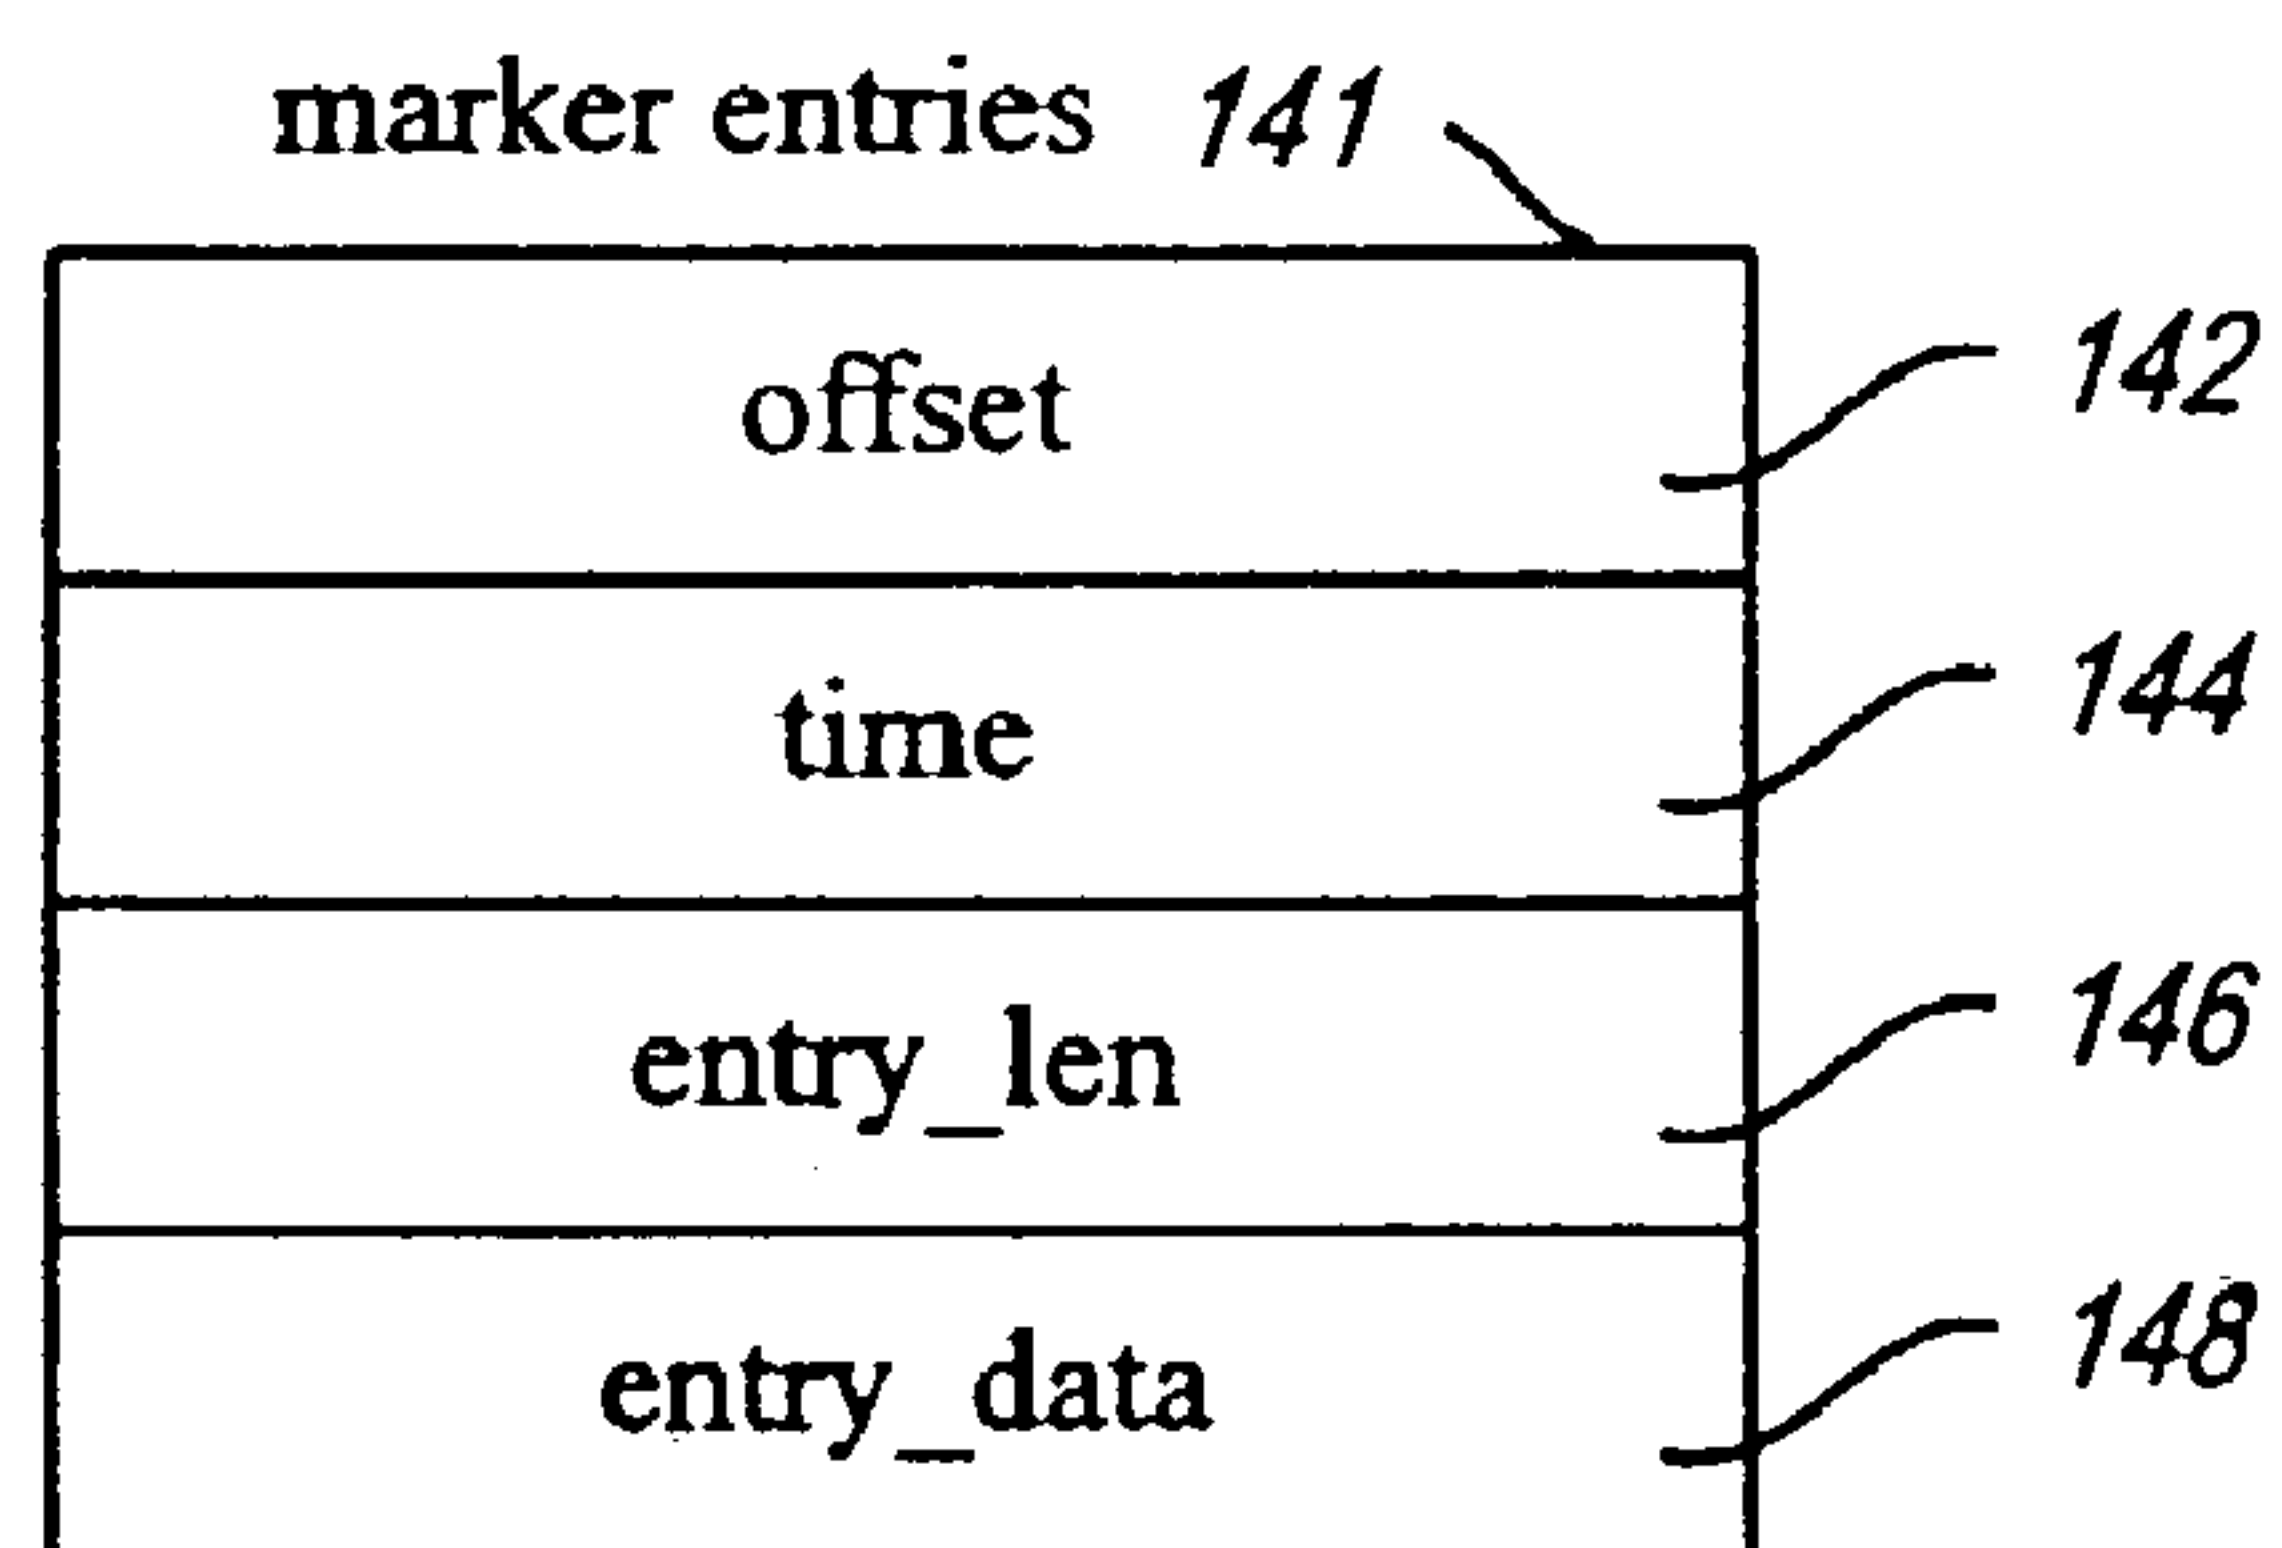 marker entries 141
offset 142
time 144
entry_len 146
entry_data 148